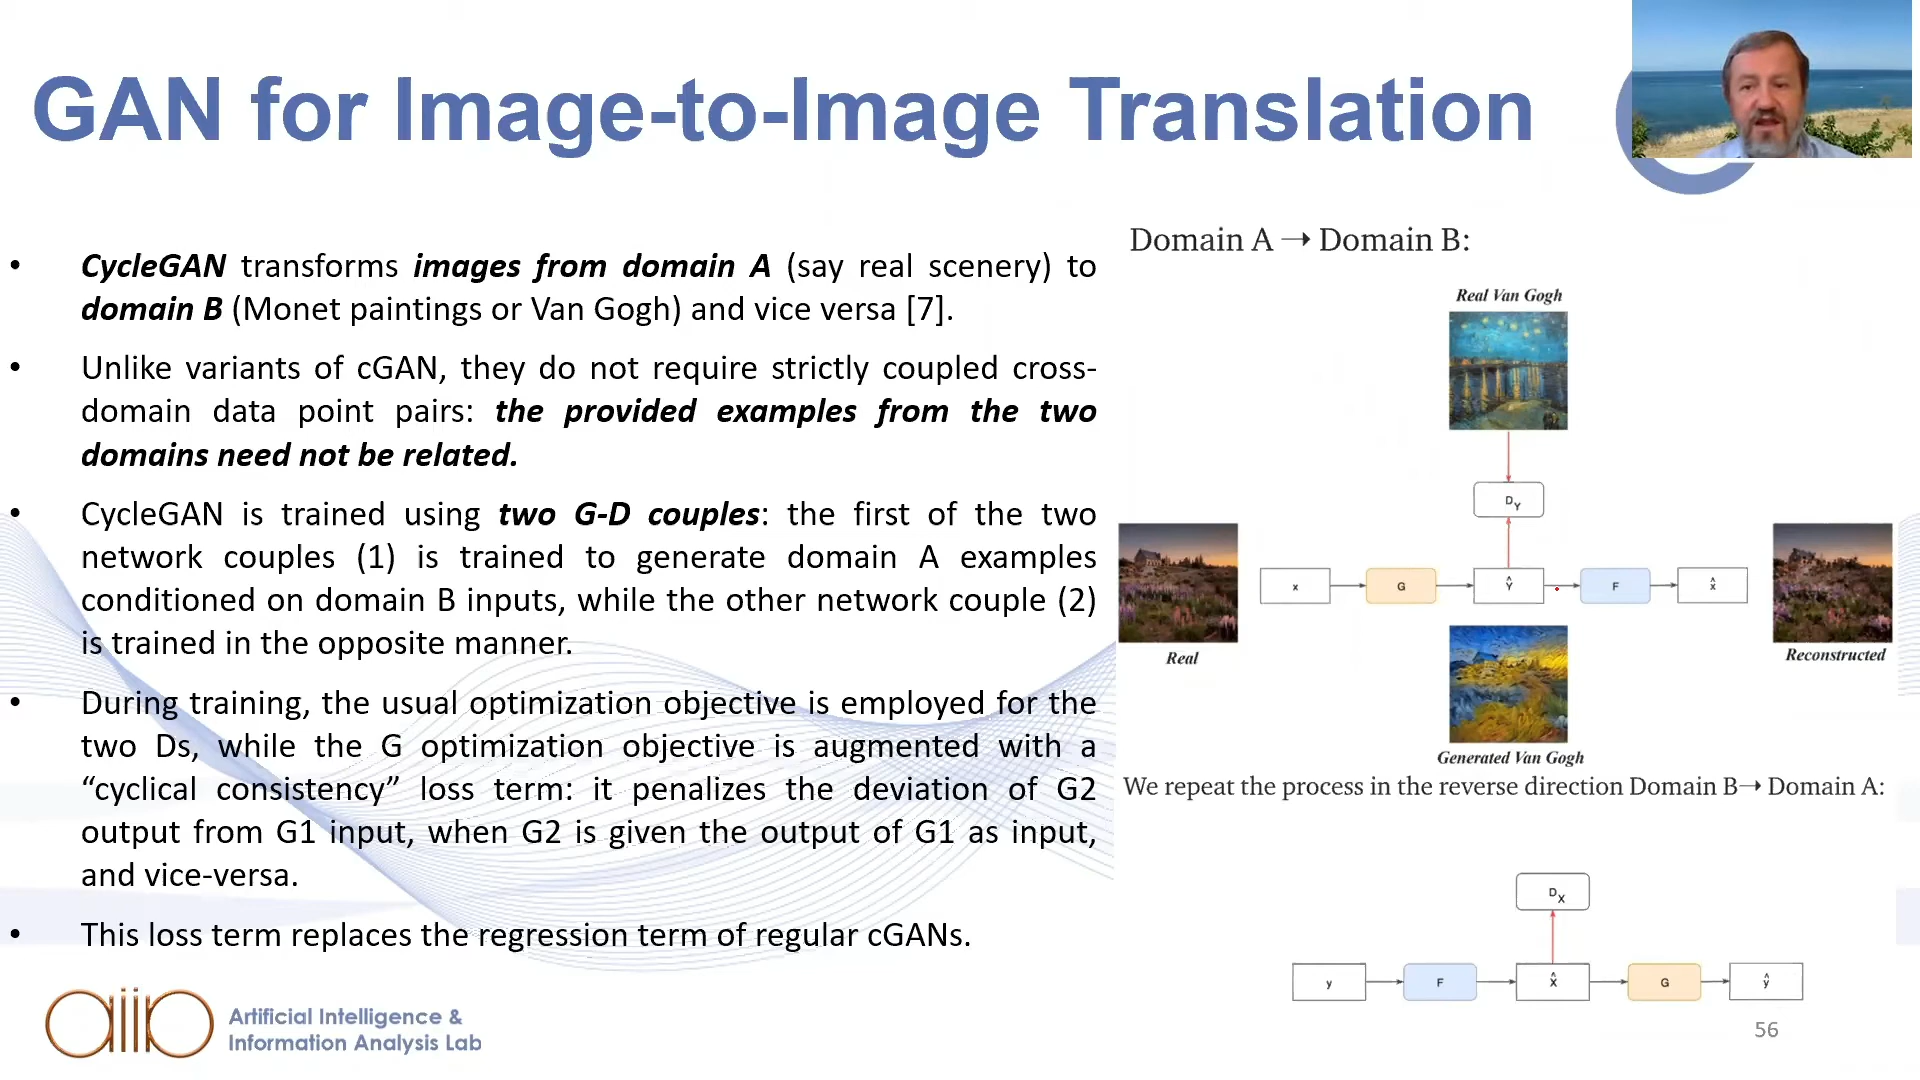 GAN for Image-to-Image Translation
• CycleGAN transforms images from domain A (say real scenery) to
domain B (Monet paintings or Van Gogh) and vice versa [7].
• Unlike variants of cGAN, they do not require strictly coupled cross-
domain data point pairs: the provided examples from the two
domains need not be related.
• CycleGAN is trained using two G-D couples: the first of the two
network couples (1) is trained to generate domain A examples
conditioned on domain B inputs, while the other network couple (2)
is trained in the opposite manner.
• During training, the usual optimization objective is employed for the
two Ds, while the G optimization objective is augmented with a
“cyclical consistency” loss term: it penalizes the deviation of G2
output from G1 input, when G2 is given the output of G1 as input,
and vice-versa.
• This loss term replaces the regression term of regular cGANs.
Domain A → Domain B:
Real Van Gogh
D_Y
x G Ŷ F x̂
Real
Reconstructed
Generated Van Gogh
We repeat the process in the reverse direction Domain B→ Domain A:
D_X
y F x̂ G ŷ
aiia
Artificial Intelligence &
Information Analysis Lab
56